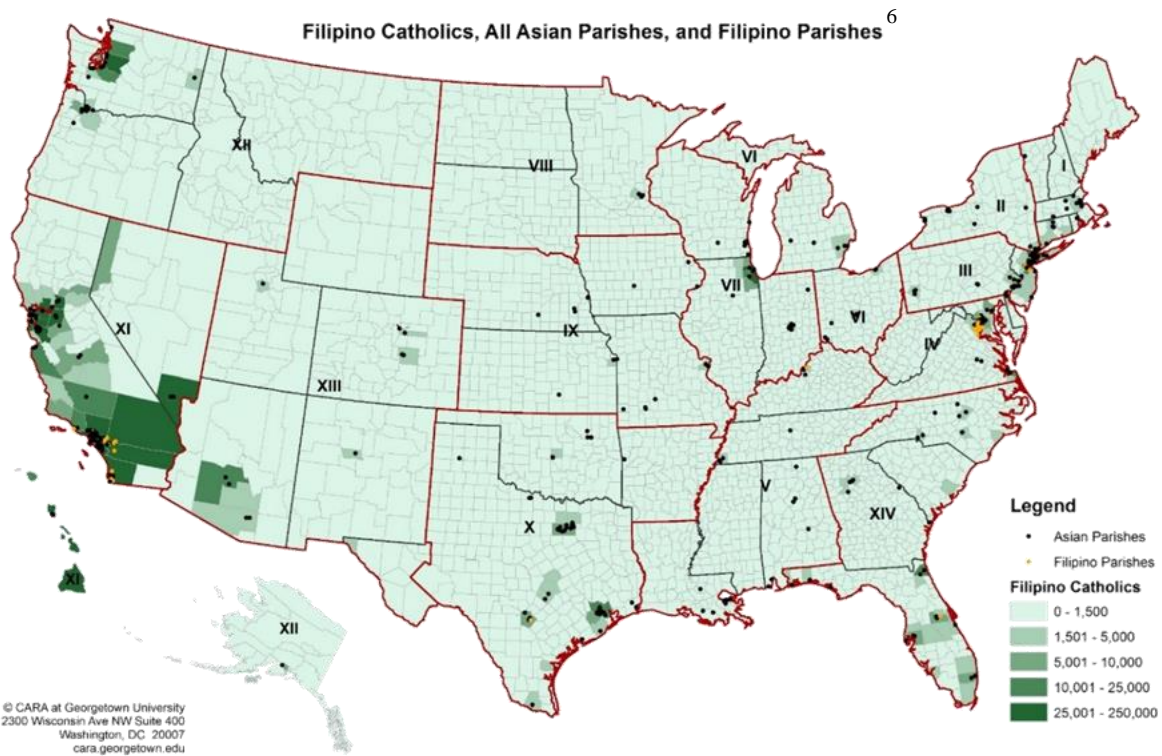 6
Filipino Catholics, All Asian Parishes, and Filipino Parishes
XII
VIII
VI
I
II
III
VII
VI
IV
XI
IX
XIII
V
X
XIV
XI
XII
Legend
Asian Parishes
Filipino Parishes
Filipino Catholics
0 - 1,500
1,501 - 5,000
5,001 - 10,000
10,001 - 25,000
25,001 - 250,000
© CARA at Georgetown University
2300 Wisconsin Ave NW Suite 400
Washington, DC 20007
cara.georgetown.edu